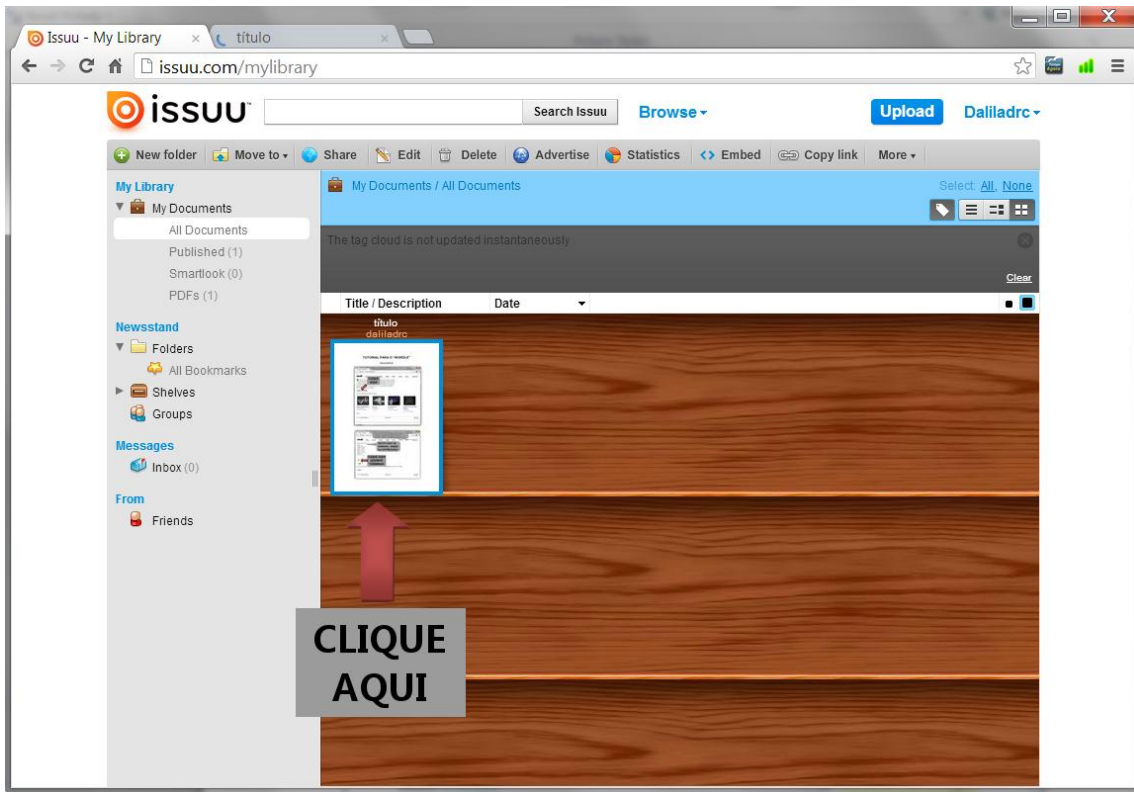 Issuu - My Library
título
issuu.com/mylibrary
issuu
Search Issuu
Browse
Upload
Daliladrc
New folder
Move to
Share
Edit
Delete
Advertise
Statistics
Embed
Copy link
More
My Library
My Documents
All Documents
Published (1)
Smartlook (0)
PDFs (1)
Newsstand
Folders
All Bookmarks
Shelves
Groups
Messages
Inbox (0)
From
Friends
My Documents / All Documents
Select: All, None
The tag cloud is not updated instantaneously
Clear
Title / Description
Date
título
daliladrc
CLIQUE
AQUI